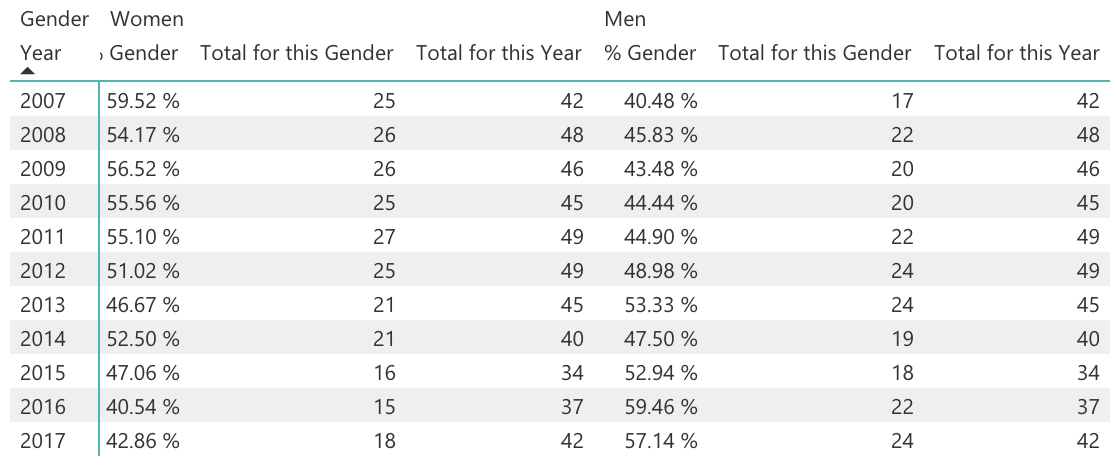 Gender Women Men
Year % Gender Total for this Gender Total for this Year % Gender Total for this Gender Total for this Year
2007 59.52 % 25 42 40.48 % 17 42
2008 54.17 % 26 48 45.83 % 22 48
2009 56.52 % 26 46 43.48 % 20 46
2010 55.56 % 25 45 44.44 % 20 45
2011 55.10 % 27 49 44.90 % 22 49
2012 51.02 % 25 49 48.98 % 24 49
2013 46.67 % 21 45 53.33 % 24 45
2014 52.50 % 21 40 47.50 % 19 40
2015 47.06 % 16 34 52.94 % 18 34
2016 40.54 % 15 37 59.46 % 22 37
2017 42.86 % 18 42 57.14 % 24 42